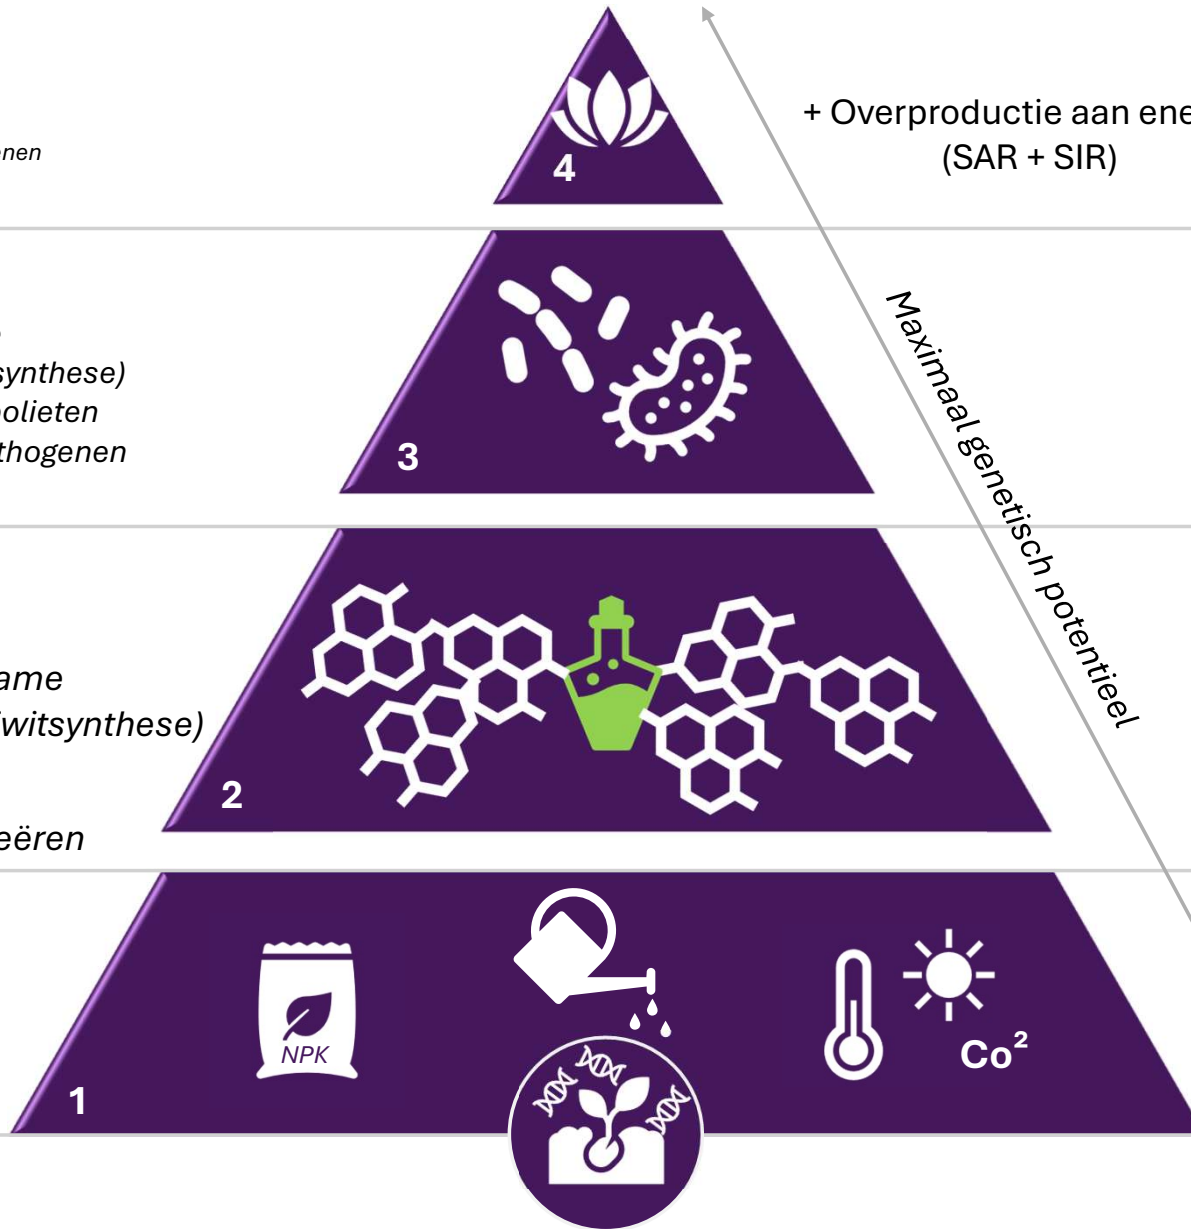 + Overproductie aan ene
(SAR + SIR)
enen
4
synthese)
olieten
thogenen
3
Maximaal genetisch potentieel
ame
witsynthese)
2
eëren
NPK
Co²
1